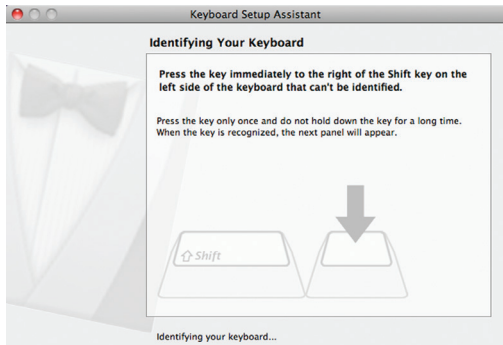 Keyboard Setup Assistant
Identifying Your Keyboard
Press the key immediately to the right of the Shift key on the
left side of the keyboard that can't be identified.
Press the key only once and do not hold down the key for a long time.
When the key is recognized, the next panel will appear.
⇧ Shift
Identifying your keyboard...